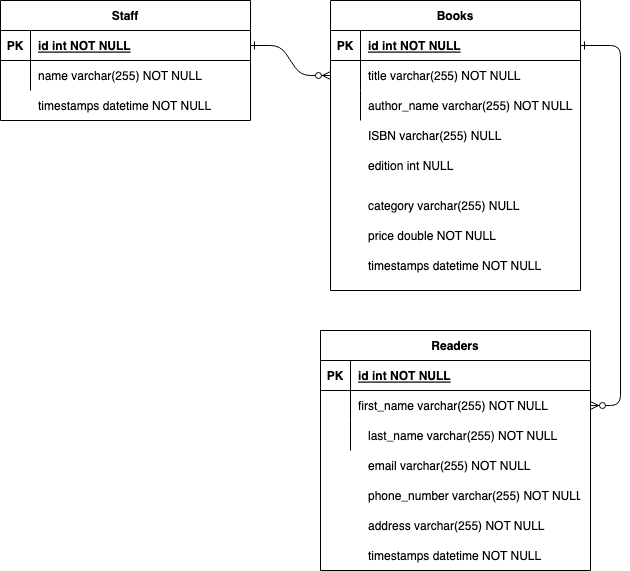 Staff
PK id int NOT NULL
name varchar(255) NOT NULL
timestamps datetime NOT NULL
Books
PK id int NOT NULL
title varchar(255) NOT NULL
author_name varchar(255) NOT NULL
ISBN varchar(255) NULL
edition int NULL
category varchar(255) NULL
price double NOT NULL
timestamps datetime NOT NULL
Readers
PK id int NOT NULL
first_name varchar(255) NOT NULL
last_name varchar(255) NOT NULL
email varchar(255) NOT NULL
phone_number varchar(255) NOT NULL
address varchar(255) NOT NULL
timestamps datetime NOT NULL